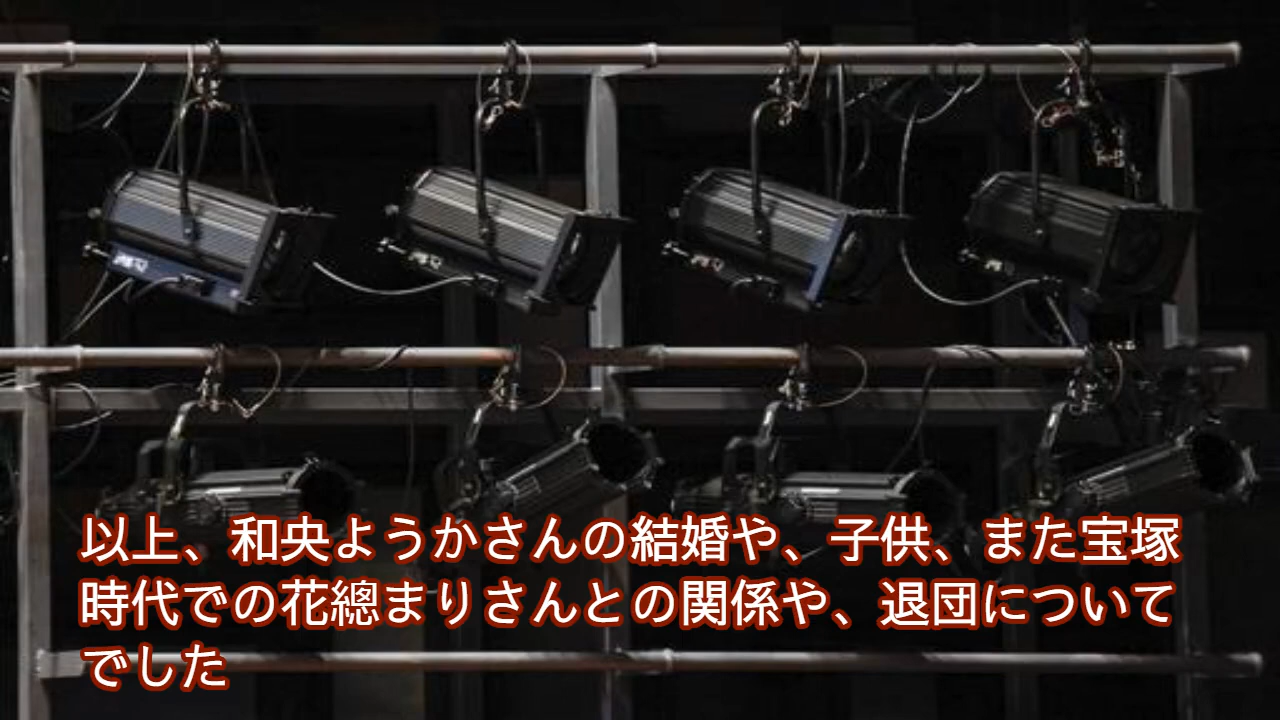 以上、和央ようかさんの結婚や、子供、また宝塚
時代での花總まりさんとの関係や、退団について
でした